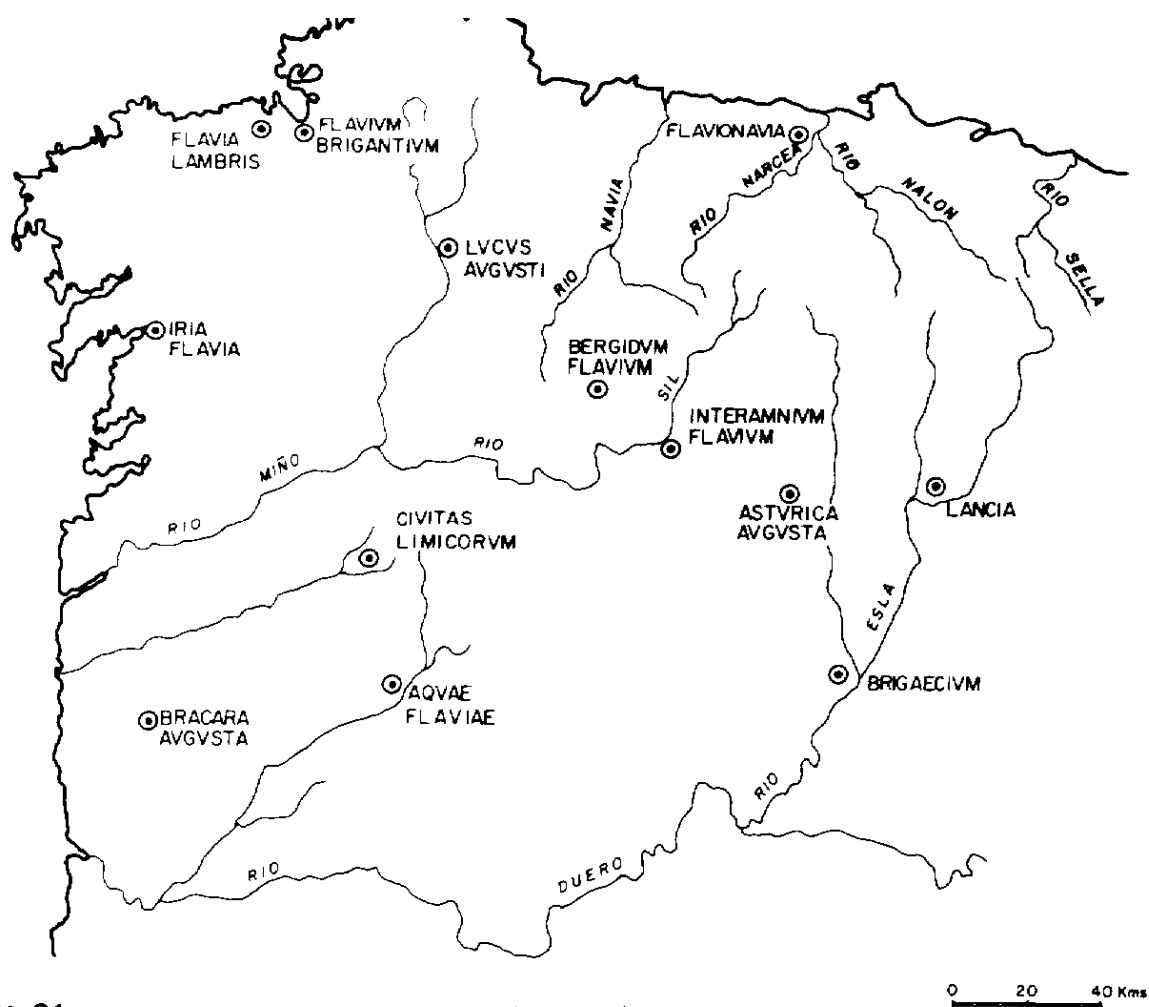 FLAVIA
LAMBRIS
FLAVIVM
BRIGANTIVM
FLAVIONAVIA
RIO
NARCEA
RIO
NALON
RIO
SELLA
RIO
NAVIA
LVCVS
AVGVSTI
IRIA
FLAVIA
BERGIDVM
FLAVIVM
SIL
RIO
INTERAMNIVM
FLAVIVM
RIO
MIÑO
ASTVRICA
AVGVSTA
LANCIA
CIVITAS
LIMICORVM
ESLA
RIO
BRIGAECIVM
AQVAE
FLAVIAE
BRACARA
AVGVSTA
RIO
DUERO
0 20 40 Kms